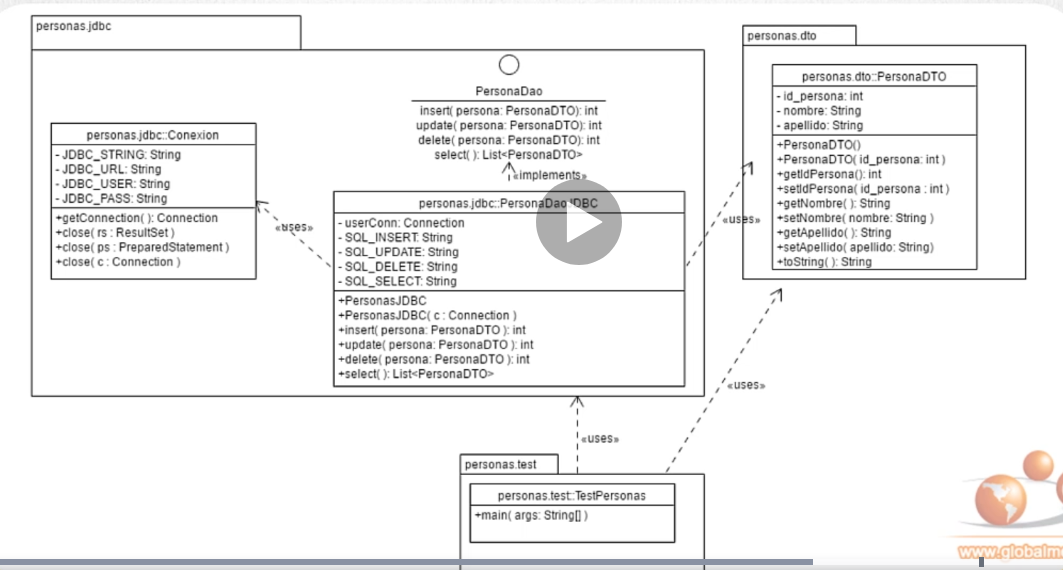 personas.jdbc
PersonaDao
insert( persona: PersonaDTO): int
update( persona: PersonaDTO): int
delete( persona: PersonaDTO): int
select( ): List<PersonaDTO>
«implements»
personas.jdbc::Conexion
- JDBC_STRING: String
- JDBC_URL: String
- JDBC_USER: String
- JDBC_PASS: String
+getConnection( ): Connection
+close( rs : ResultSet )
+close( ps : PreparedStatement )
+close( c : Connection )
«uses»
personas.jdbc::PersonaDaoJDBC
- userConn: Connection
- SQL_INSERT: String
- SQL_UPDATE: String
- SQL_DELETE: String
- SQL_SELECT: String
+PersonasJDBC
+PersonasJDBC( c : Connection )
+insert( persona: PersonaDTO ): int
+update( persona: PersonaDTO ): int
+delete( persona: PersonaDTO ): int
+select( ): List<PersonaDTO>
«uses»
personas.dto
personas.dto::PersonaDTO
- id_persona: int
- nombre: String
- apellido: String
+PersonaDTO()
+PersonaDTO( id_persona: int )
+getIdPersona(): int
+setIdPersona( id_persona : int )
+getNombre( ): String
+setNombre( nombre: String )
+getApellido( ): String
+setApellido( apellido: String)
+toString( ): String
«uses»
«uses»
personas.test
personas.test::TestPersonas
+main( args: String[] )
www.globalm